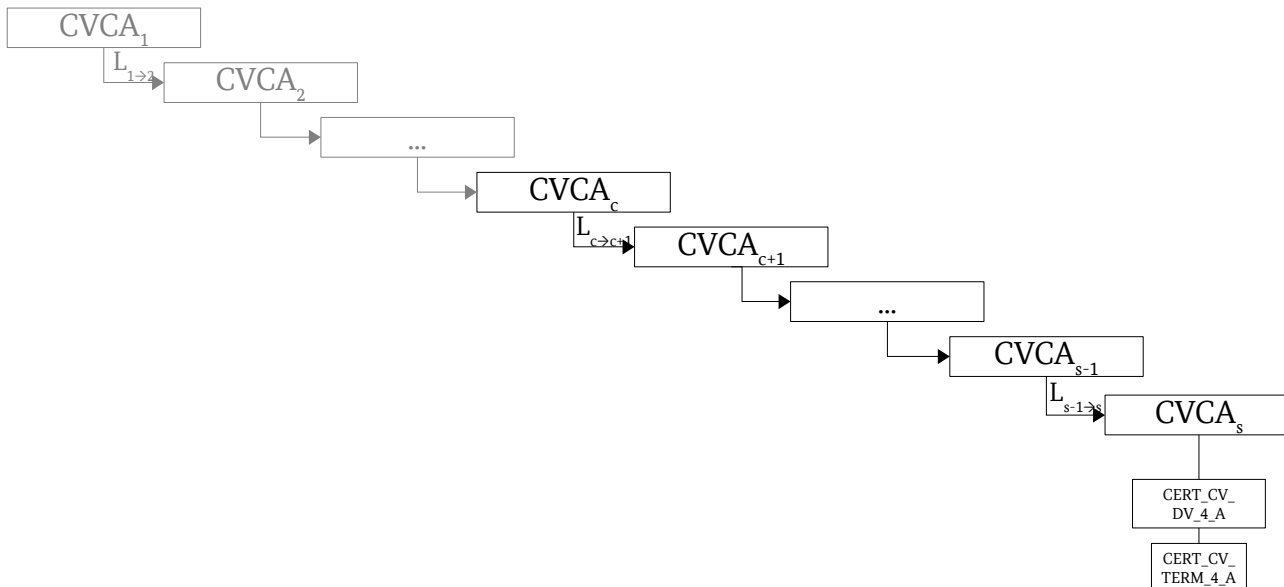 CVCA1
L1→2
CVCA2
...
CVCAc
Lc→c+1
CVCAc+1
...
CVCAs-1
Ls-1→s
CVCAs
CERT_CV_
DV_4_A
CERT_CV_
TERM_4_A